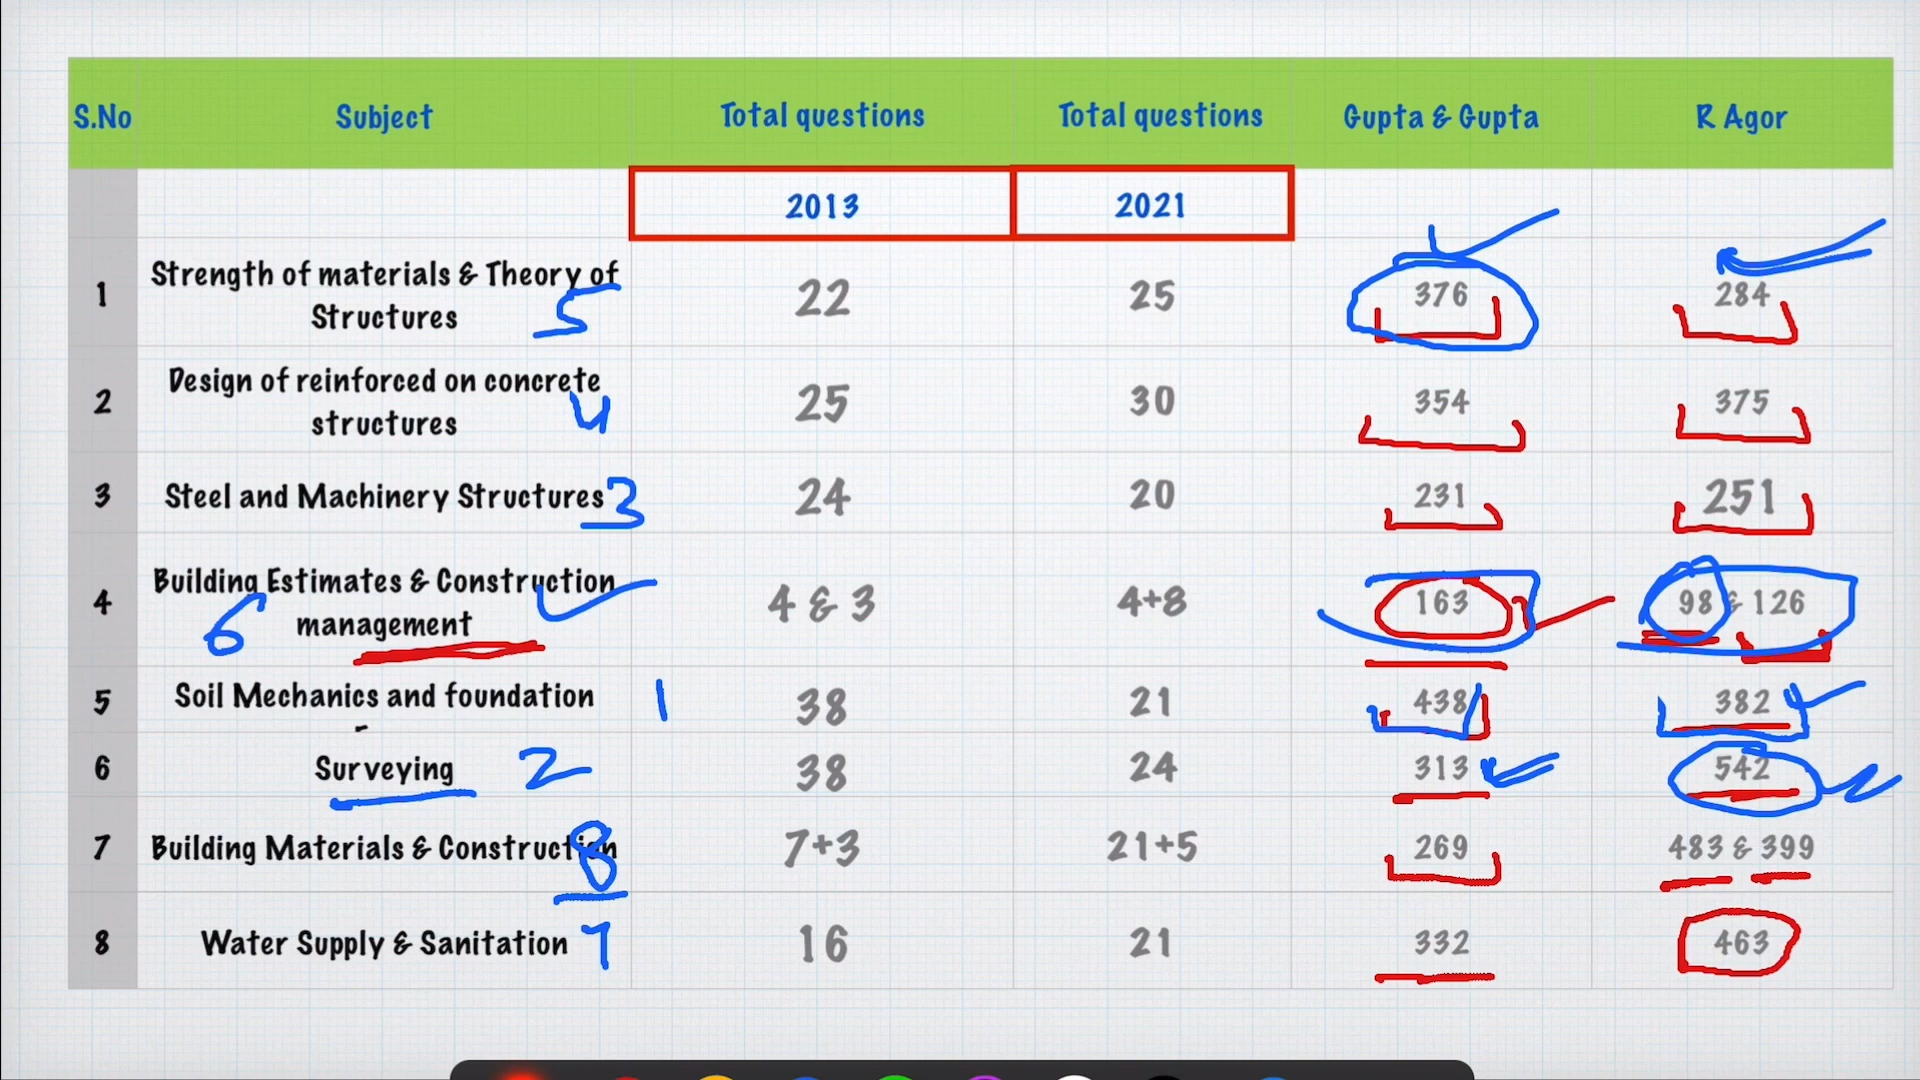 S.No Subject Total questions Total questions Gupta & Gupta R Agor
2013 2021
1 Strength of materials & Theory of Structures 5 22 25 376 284
2 Design of reinforced on concrete structures 4 25 30 354 375
3 Steel and Machinery Structures 3 24 20 231 251
4 Building Estimates & Construction management 6 4 & 3 4+8 163 98 & 126
5 Soil Mechanics and foundation 1 38 21 438 382
6 Surveying 2 38 24 313 542
7 Building Materials & Construction 8 7+3 21+5 269 483 & 399
8 Water Supply & Sanitation 7 16 21 332 463